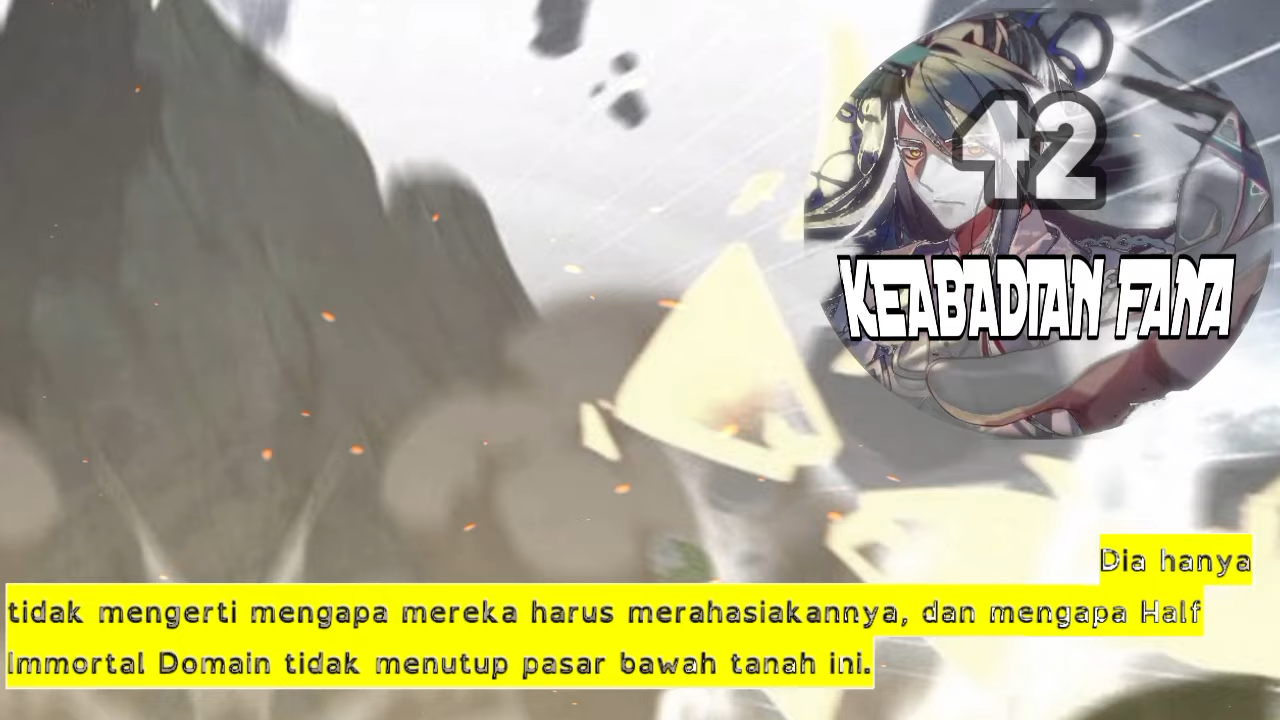 42
KEABADIAN FANA
Dia hanya
tidak mengerti mengapa mereka harus merahasiakannya, dan mengapa Half
Immortal Domain tidak menutup pasar bawah tanah ini.